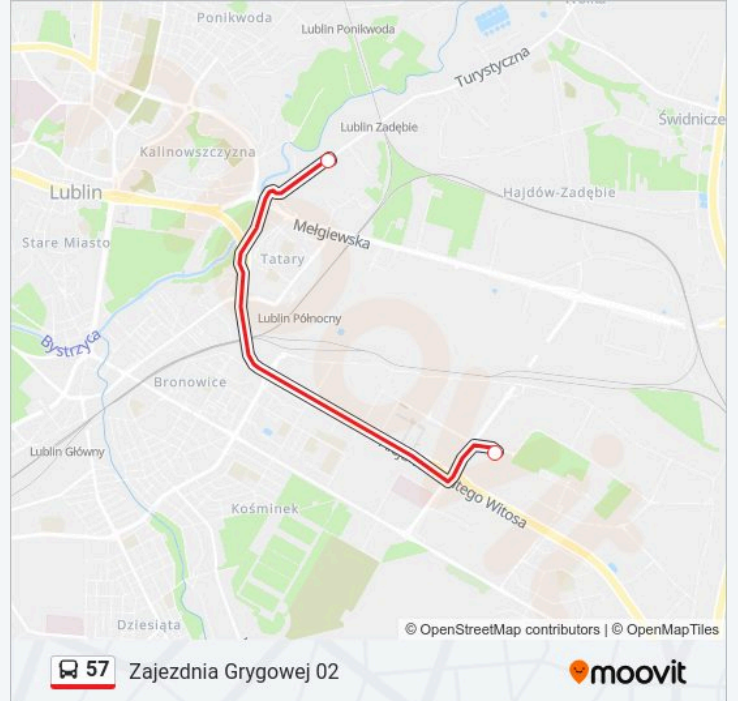 Ponikwoda
Lublin Ponikwoda
Turystyczna
Lublin Zadębie
Świdnicze
Kalinowszczyzna
Lublin
Hajdów-Zadębie
Mełgiewska
Stare Miasto
Tatary
Lublin Północny
Bystrzyca
Bronowice
Lublin Główny
tego Witosa
Kośminek
Dziesiąta
© OpenStreetMap contributors | © OpenMapTiles
57 Zajezdnia Grygowej 02
moovit